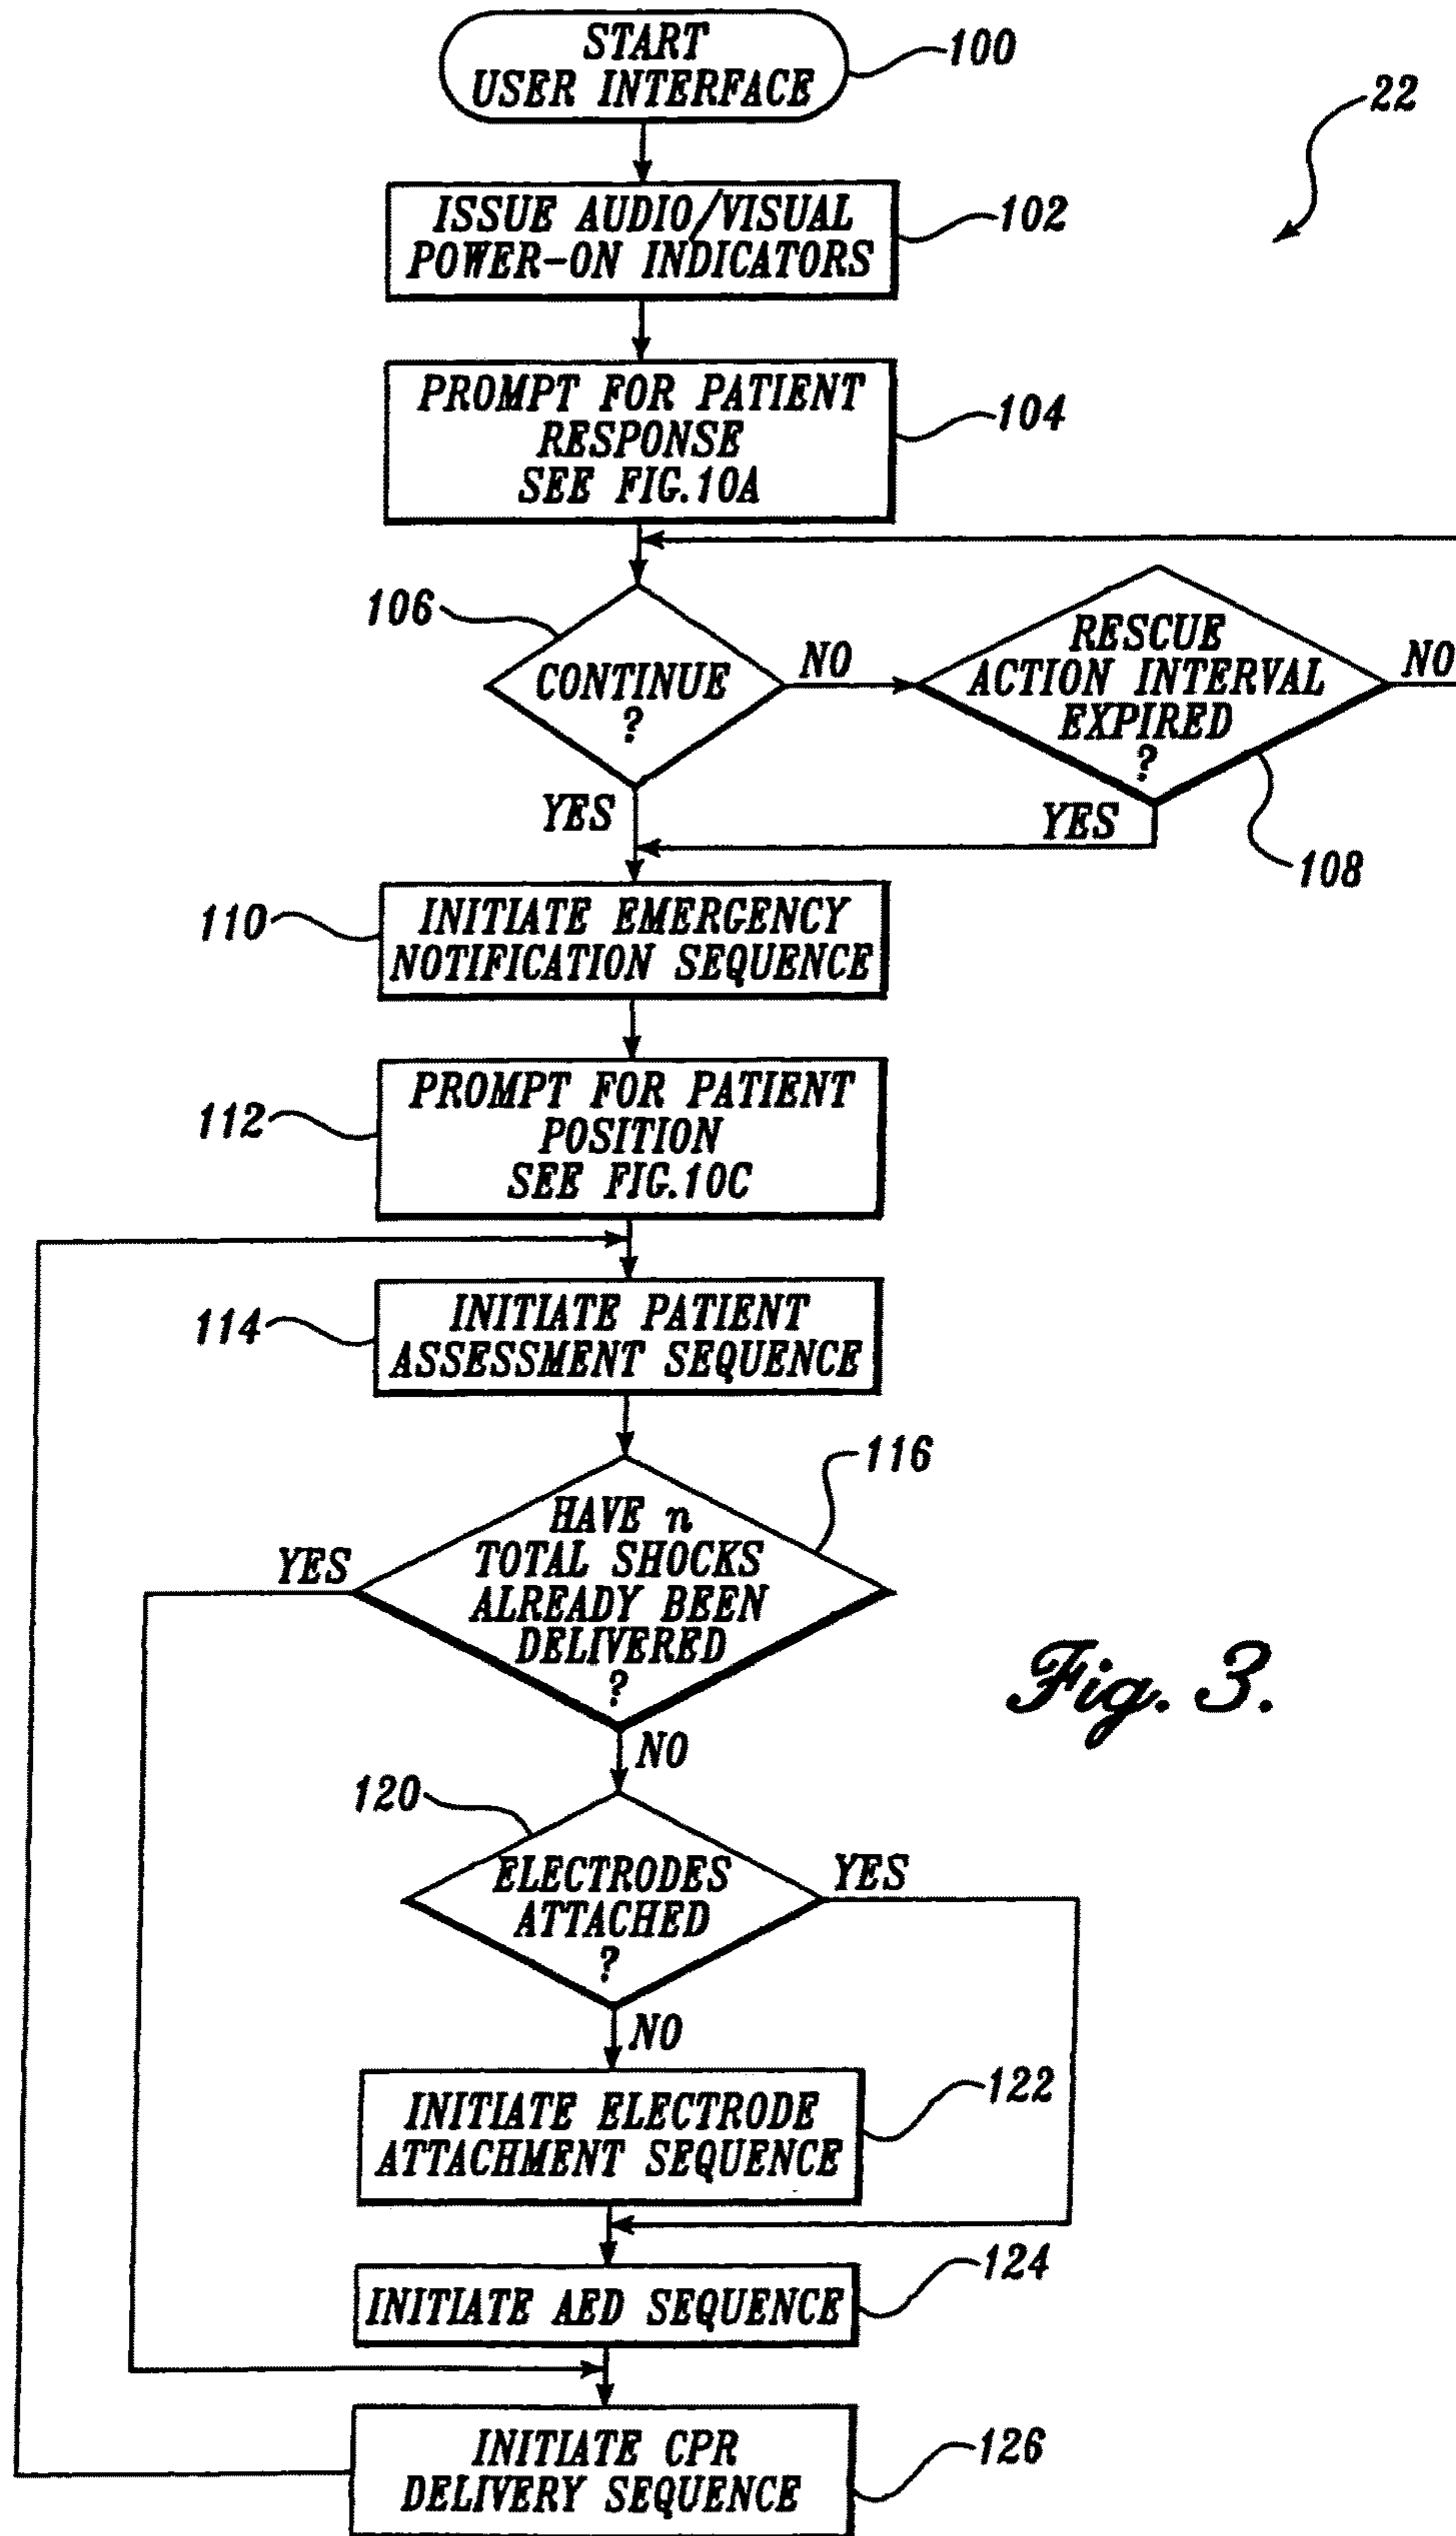 START
USER INTERFACE
100
22
ISSUE AUDIO/VISUAL
POWER-ON INDICATORS
102
PROMPT FOR PATIENT
RESPONSE
SEE FIG.10A
104
106
CONTINUE
?
NO
RESCUE
ACTION INTERVAL
EXPIRED
?
NO
YES
YES
108
110
INITIATE EMERGENCY
NOTIFICATION SEQUENCE
112
PROMPT FOR PATIENT
POSITION
SEE FIG.10C
114
INITIATE PATIENT
ASSESSMENT SEQUENCE
116
HAVE n
TOTAL SHOCKS
ALREADY BEEN
DELIVERED
?
YES
NO
Fig. 3.
120
ELECTRODES
ATTACHED
?
YES
NO
122
INITIATE ELECTRODE
ATTACHMENT SEQUENCE
124
INITIATE AED SEQUENCE
INITIATE CPR
DELIVERY SEQUENCE
126